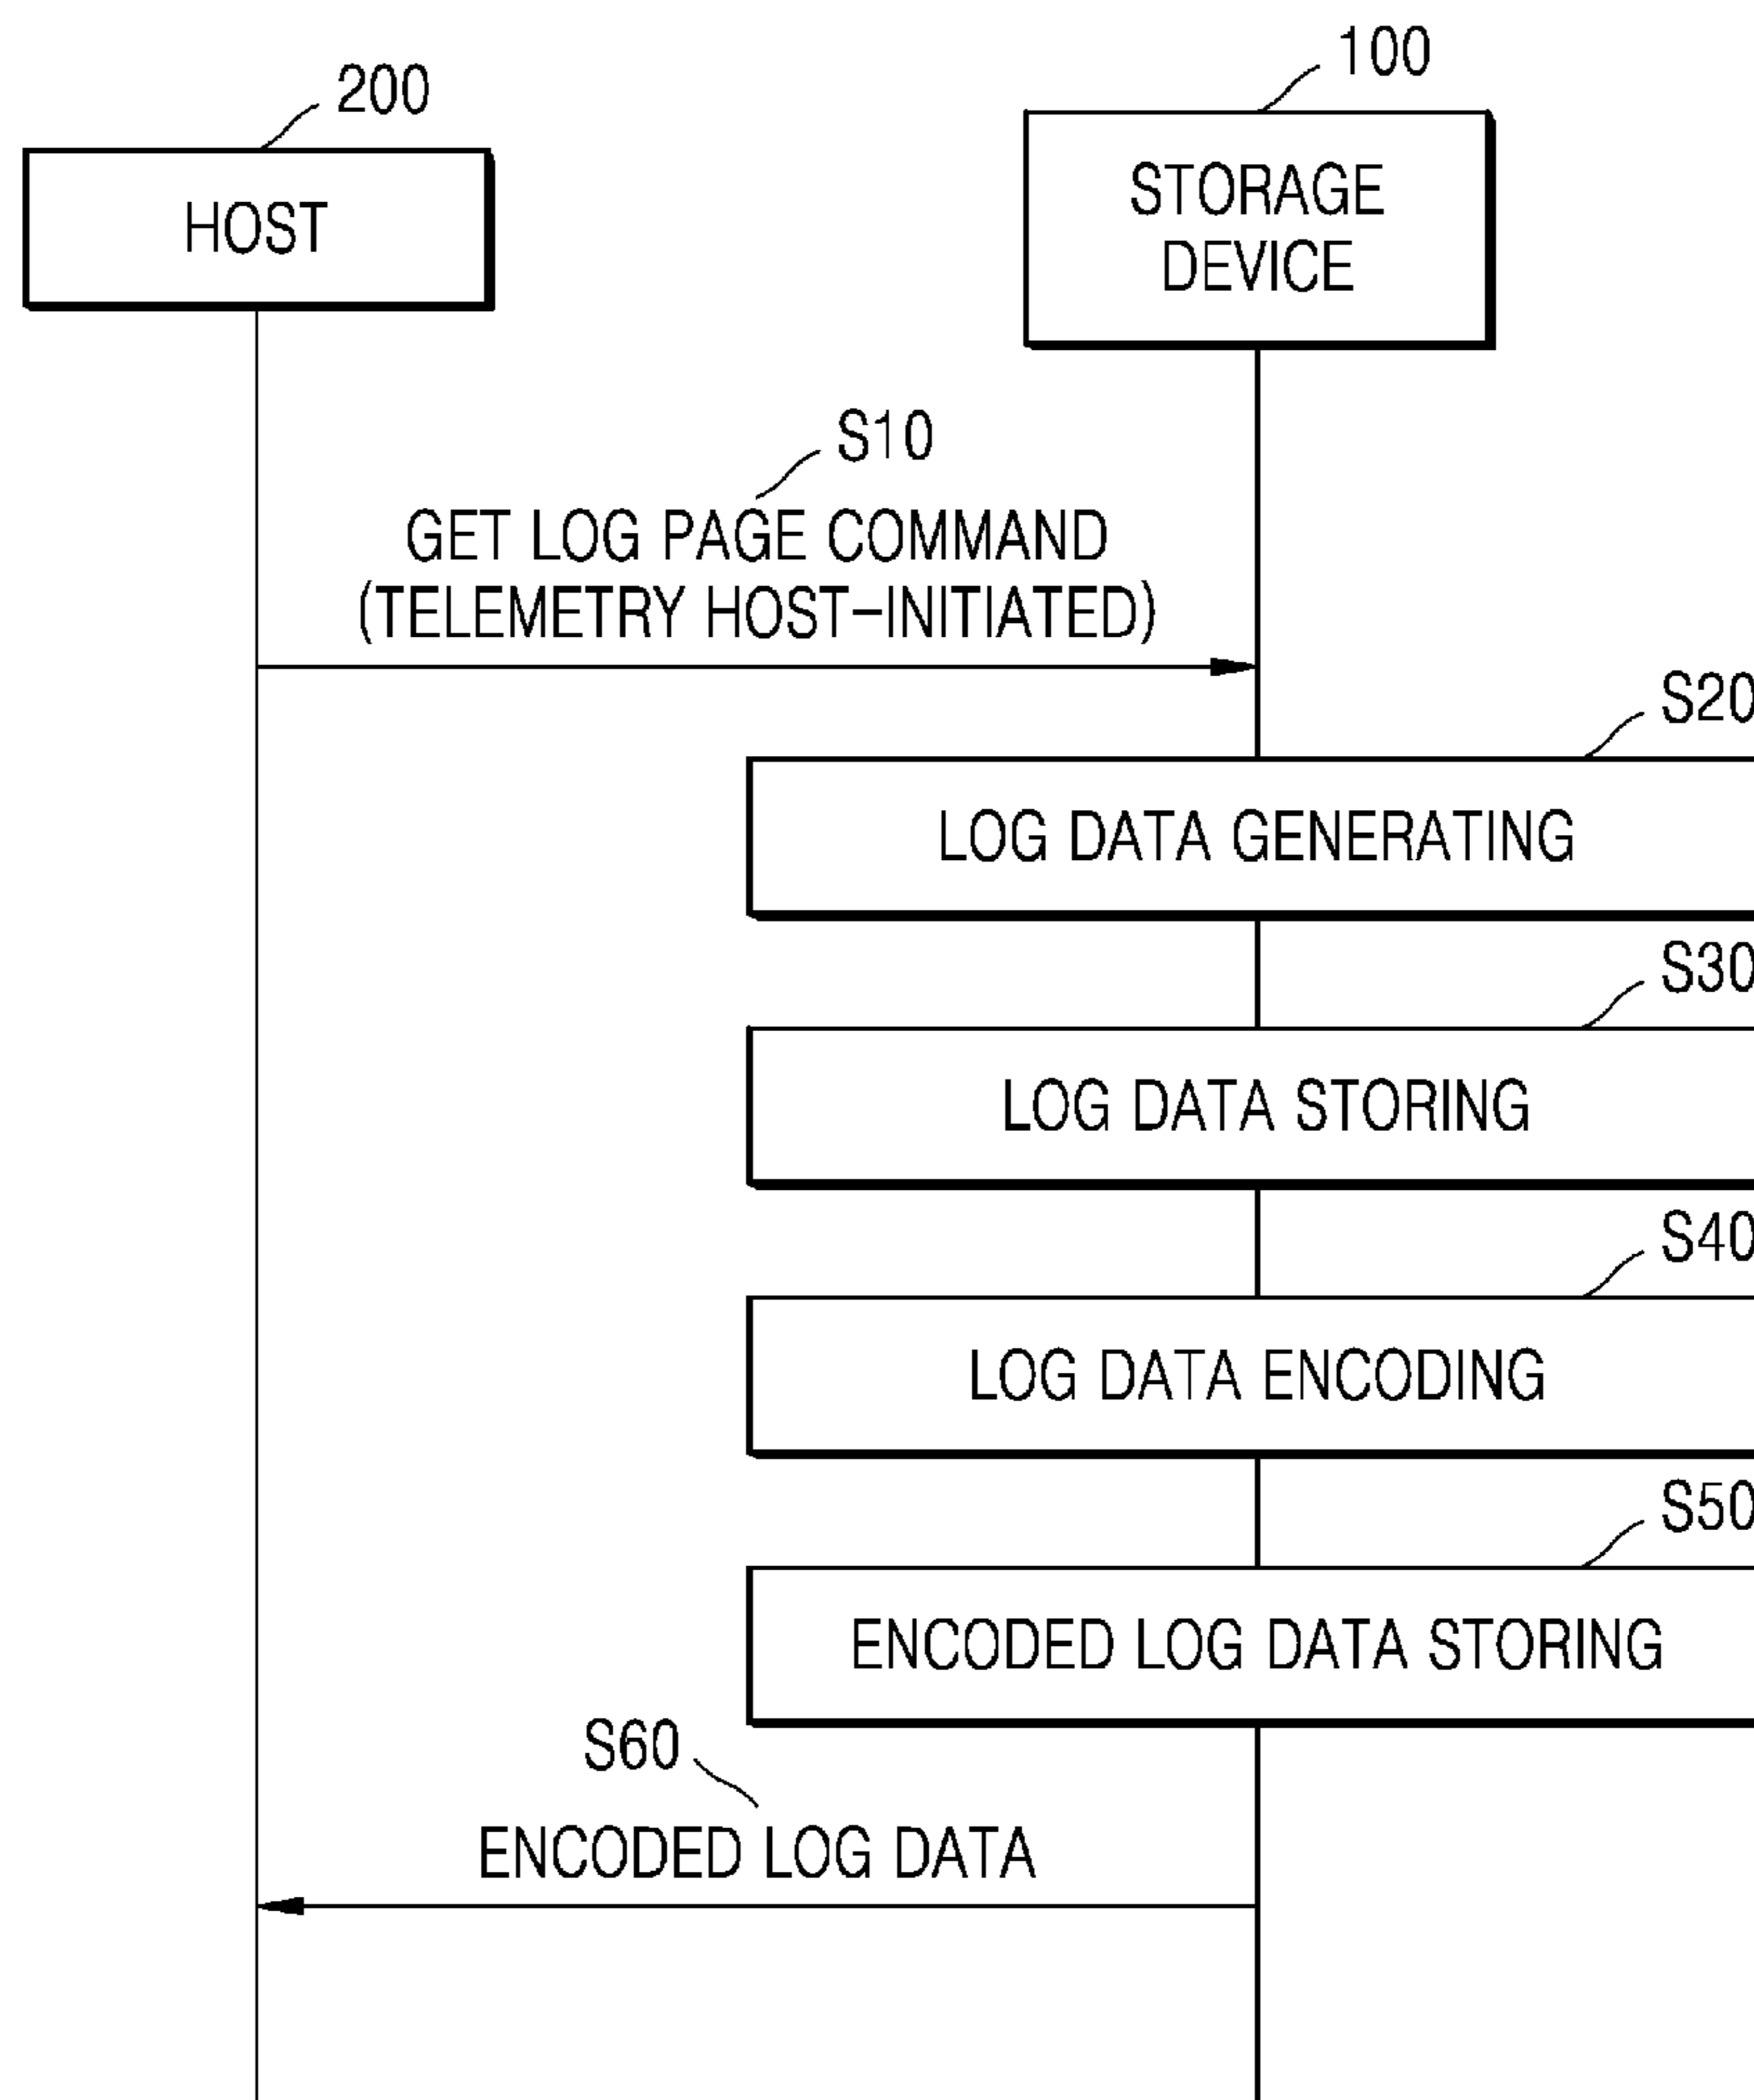 100
200
HOST
STORAGE
DEVICE
S10
GET LOG PAGE COMMAND
(TELEMETRY HOST-INITIATED)
S20
LOG DATA GENERATING
S30
LOG DATA STORING
S40
LOG DATA ENCODING
S50
ENCODED LOG DATA STORING
S60
ENCODED LOG DATA